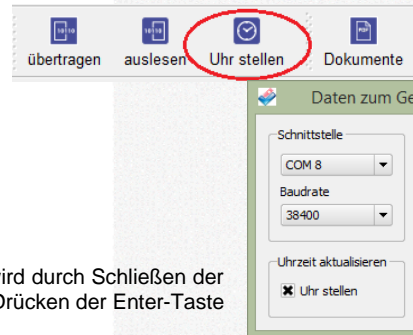 übertragen auslesen Uhr stellen Dokumente
Daten zum Ge
Schnittstelle
COM 8
Baudrate
38400
Uhrzeit aktualisieren
Uhr stellen
ird durch Schließen der
Drücken der Enter-Taste